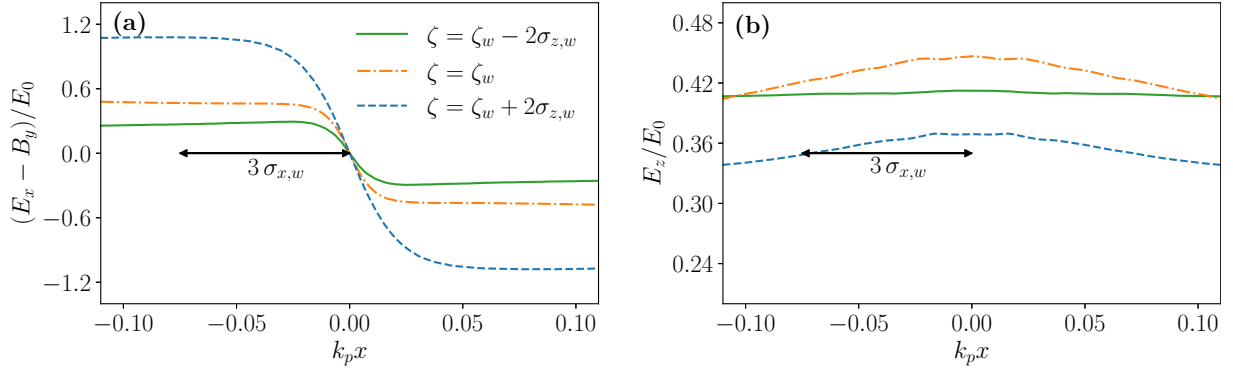 (a)
(E_x − B_y)/E_0
1.2
0.6
0.0
−0.6
−1.2
ζ = ζ_w − 2σ_{z,w}
ζ = ζ_w
ζ = ζ_w + 2σ_{z,w}
3 σ_{x,w}
−0.10 −0.05 0.00 0.05 0.10
k_p x
(b)
E_z/E_0
0.48
0.42
0.36
0.30
0.24
3 σ_{x,w}
−0.10 −0.05 0.00 0.05 0.10
k_p x